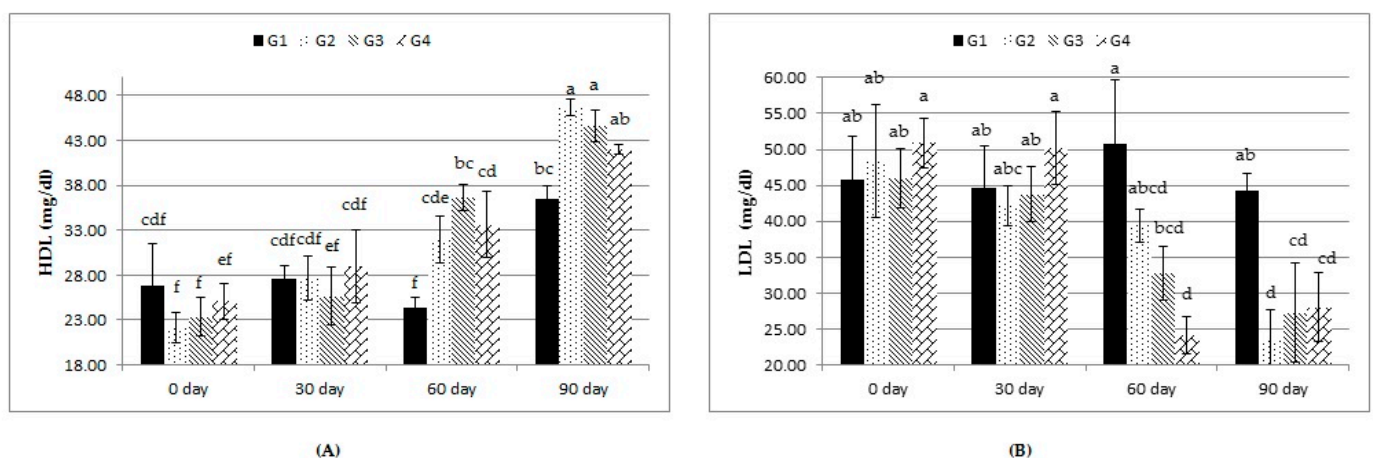 G1 G2 G3 G4
HDL (mg/dl)
48.00
43.00
38.00
33.00
28.00
23.00
18.00
cdf f f ef
cdf cdf ef cdf
f cde bc cd
bc a a ab
0 day 30 day 60 day 90 day
(A)
G1 G2 G3 G4
LDL (mg/dl)
60.00
55.00
50.00
45.00
40.00
35.00
30.00
25.00
20.00
ab ab ab a
ab abc ab a
a abcd bcd d
ab d cd cd
0 day 30 day 60 day 90 day
(B)